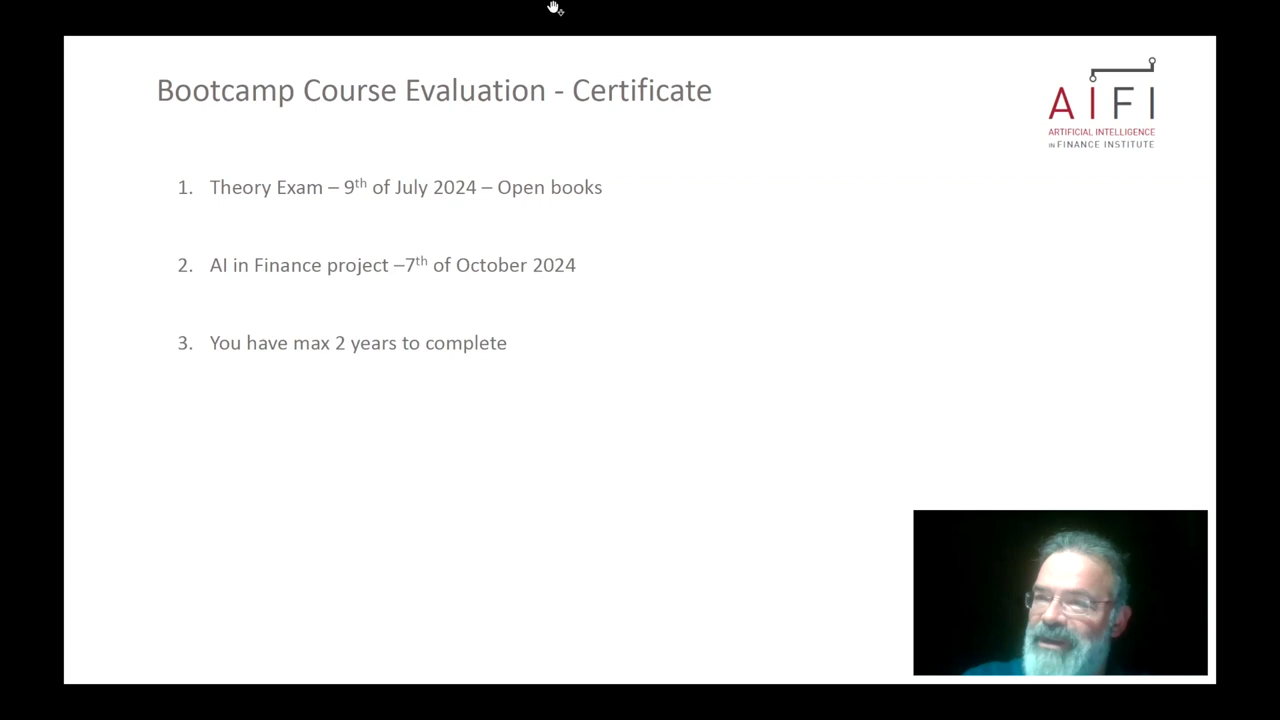 Bootcamp Course Evaluation - Certificate
AIFI
ARTIFICIAL INTELLIGENCE
IN FINANCE INSTITUTE
1. Theory Exam – 9th of July 2024 – Open books
2. AI in Finance project –7th of October 2024
3. You have max 2 years to complete